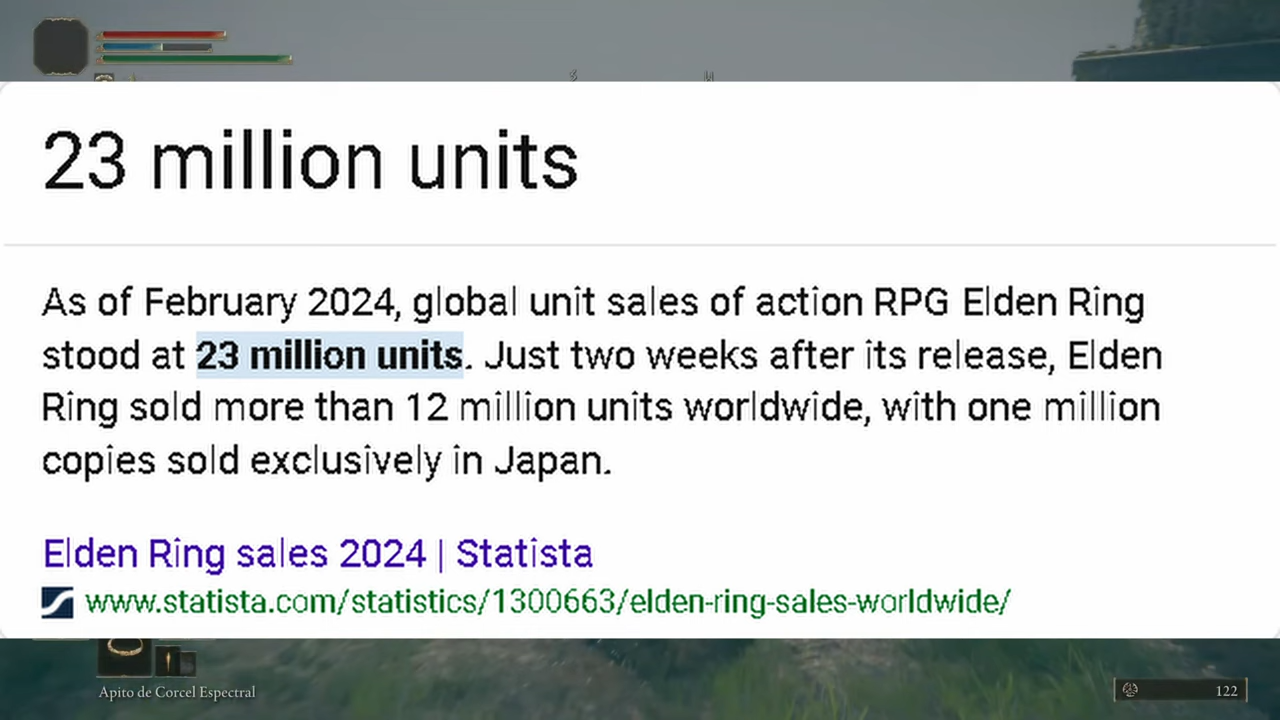 23 million units
As of February 2024, global unit sales of action RPG Elden Ring
stood at 23 million units. Just two weeks after its release, Elden
Ring sold more than 12 million units worldwide, with one million
copies sold exclusively in Japan.
Elden Ring sales 2024 | Statista
www.statista.com/statistics/1300663/elden-ring-sales-worldwide/
Apito de Corcel Espectral
122